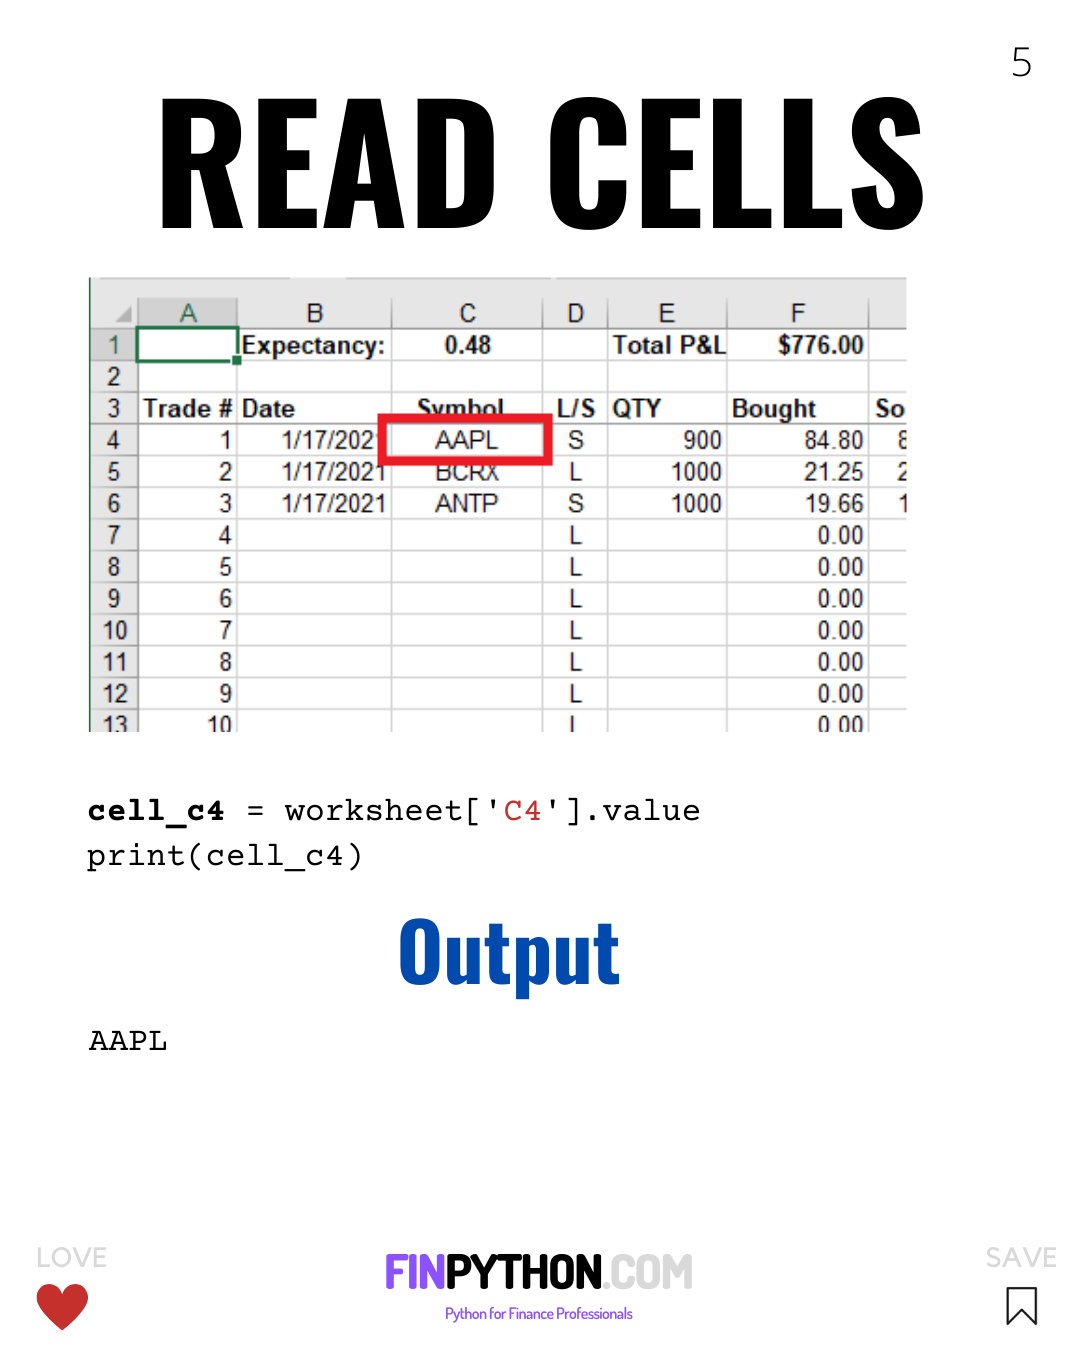 5
READ CELLS
A B C D E F
1 Expectancy: 0.48 Total P&L $776.00
2
3 Trade # Date Symbol L/S QTY Bought So
4 1 1/17/202 AAPL S 900 84.80 8
5 2 1/17/2021 BCRX L 1000 21.25 2
6 3 1/17/2021 ANTP S 1000 19.66 1
7 4 L 0.00
8 5 L 0.00
9 6 L 0.00
10 7 L 0.00
11 8 L 0.00
12 9 L 0.00
13 10 L 0.00
cell_c4 = worksheet['C4'].value
print(cell_c4)
Output
AAPL
LOVE
FINPYTHON.COM
Python for Finance Professionals
SAVE